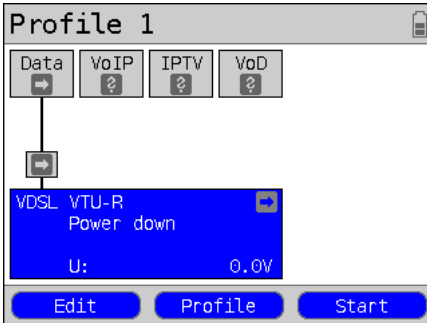 Profile 1
Data VoIP IPTV VoD
? ? ?
VDSL VTU-R
Power down
U: 0.0V
Edit Profile Start